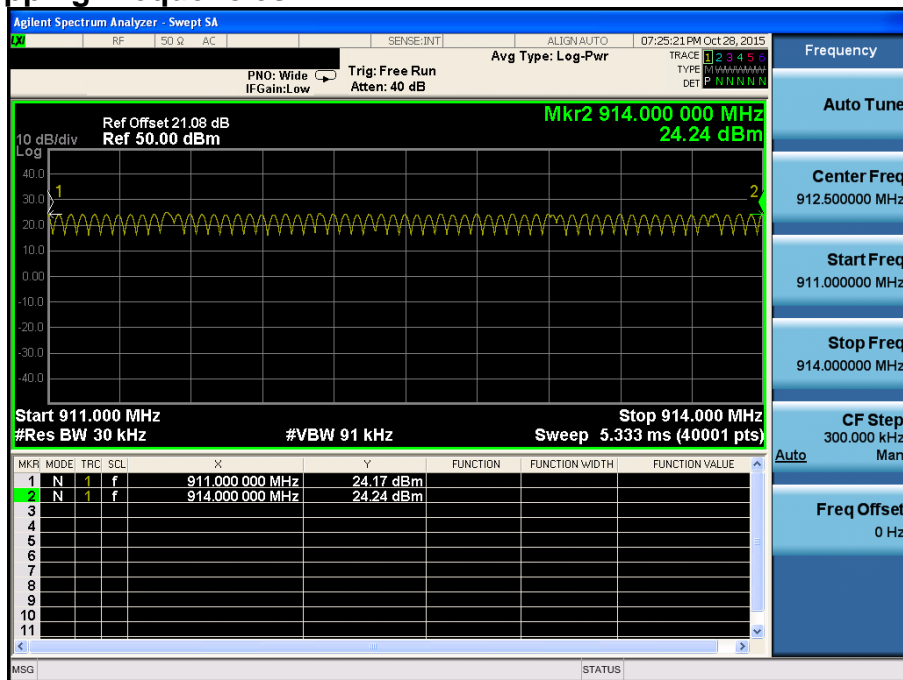 Agilent Spectrum Analyzer - Swept SA
LXI RF 50 Ω AC SENSE:INT ALIGN AUTO 07:25:21 PM Oct 28, 2015
PNO: Wide Trig: Free Run Avg Type: Log-Pwr TRACE 1 2 3 4 5 6
IFGain:Low Atten: 40 dB TYPE M
DET P N N N N N
Mkr2 914.000 000 MHz
24.24 dBm
Ref Offset 21.08 dB
10 dB/div Ref 50.00 dBm
Log
40.0
30.0
20.0
10.0
0.00
-10.0
-20.0
-30.0
-40.0
1
2
Start 911.000 MHz Stop 914.000 MHz
#Res BW 30 kHz #VBW 91 kHz Sweep 5.333 ms (40001 pts)
MKR MODE TRC SCL X Y FUNCTION FUNCTION WIDTH FUNCTION VALUE
1 N 1 f 911.000 000 MHz 24.17 dBm
2 N 1 f 914.000 000 MHz 24.24 dBm
3
4
5
6
7
8
9
10
11
MSG STATUS
Frequency
Auto Tune
Center Freq
912.500000 MHz
Start Freq
911.000000 MHz
Stop Freq
914.000000 MHz
CF Step
300.000 kHz
Auto Man
Freq Offset
0 Hz